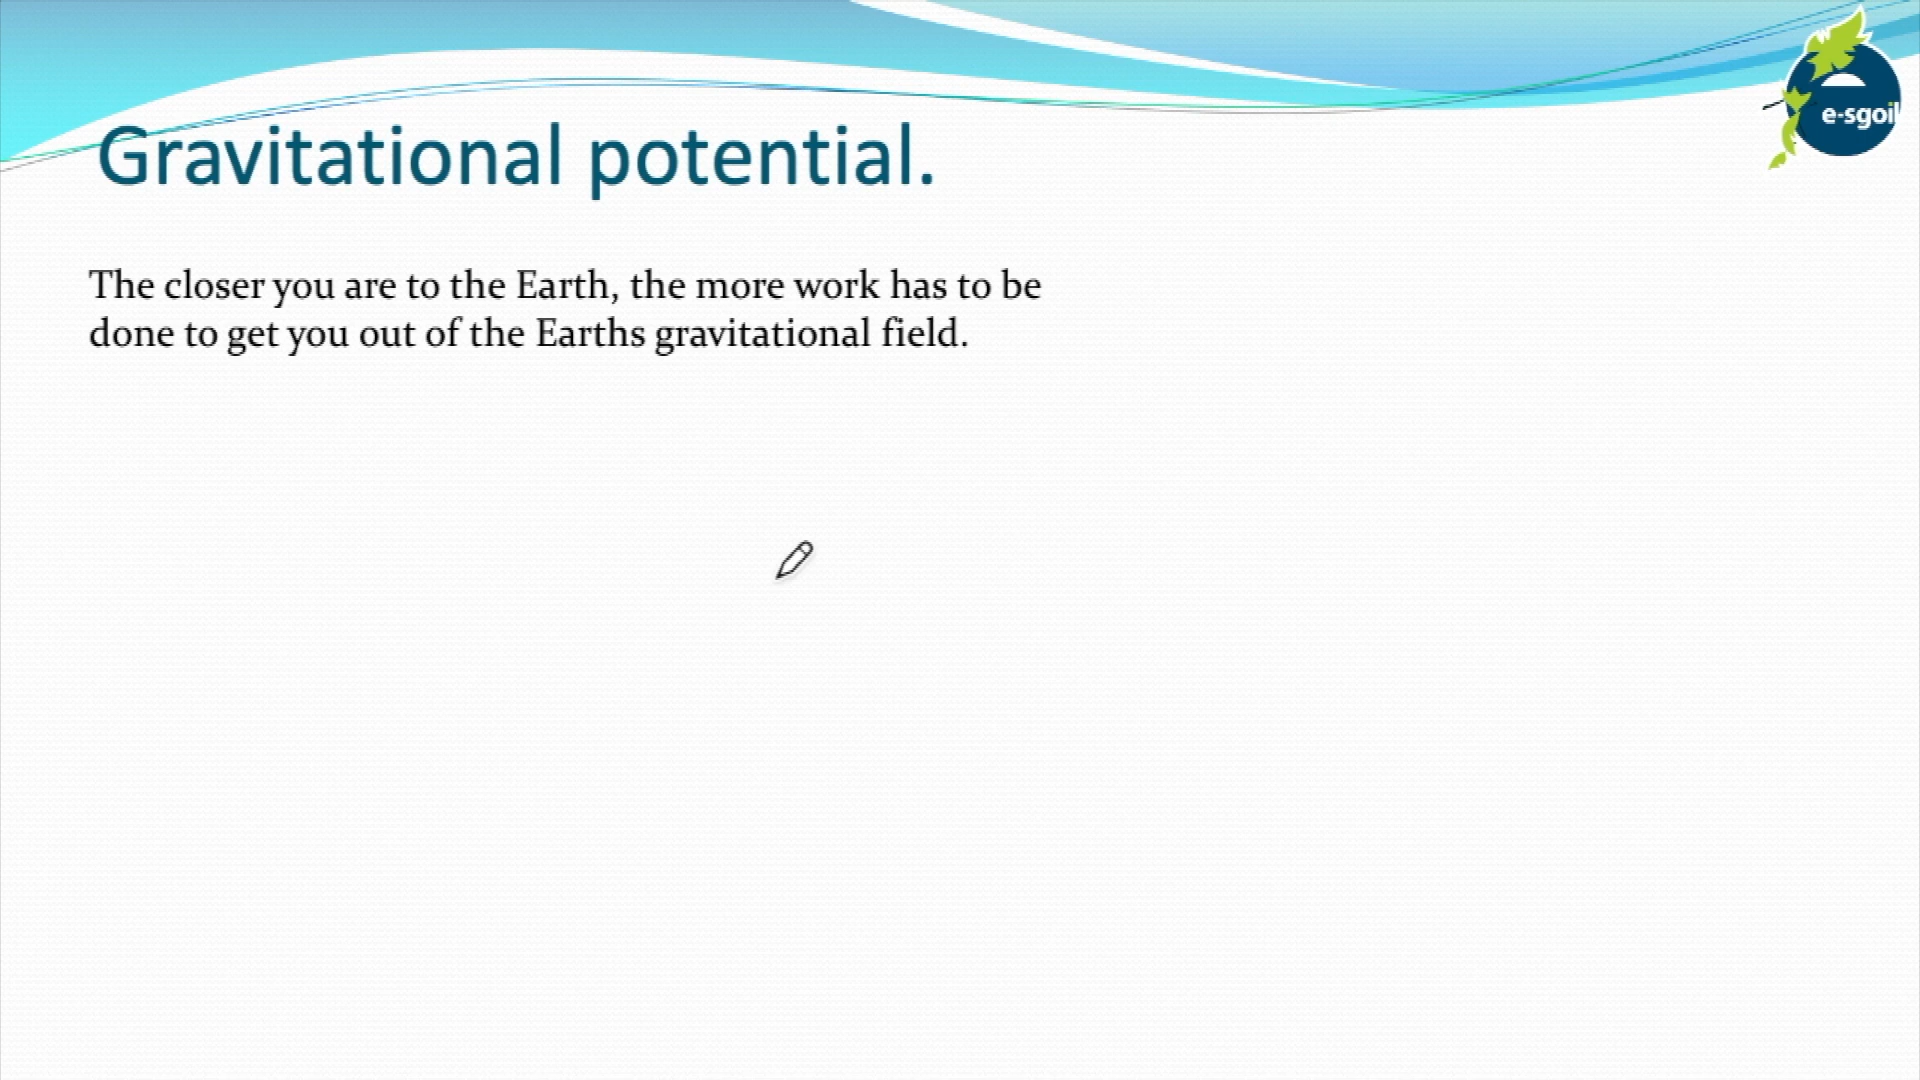 Gravitational potential.
The closer you are to the Earth, the more work has to be
done to get you out of the Earths gravitational field.
e-sgoil